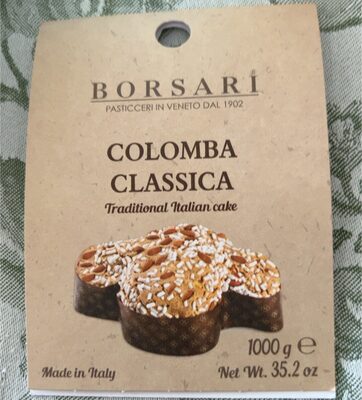 BORSARI
PASTICCERI IN VENETO DAL 1902
COLOMBA
CLASSICA
Traditional Italian cake
1000 g ℮
Made in Italy
Net Wt. 35.2 oz